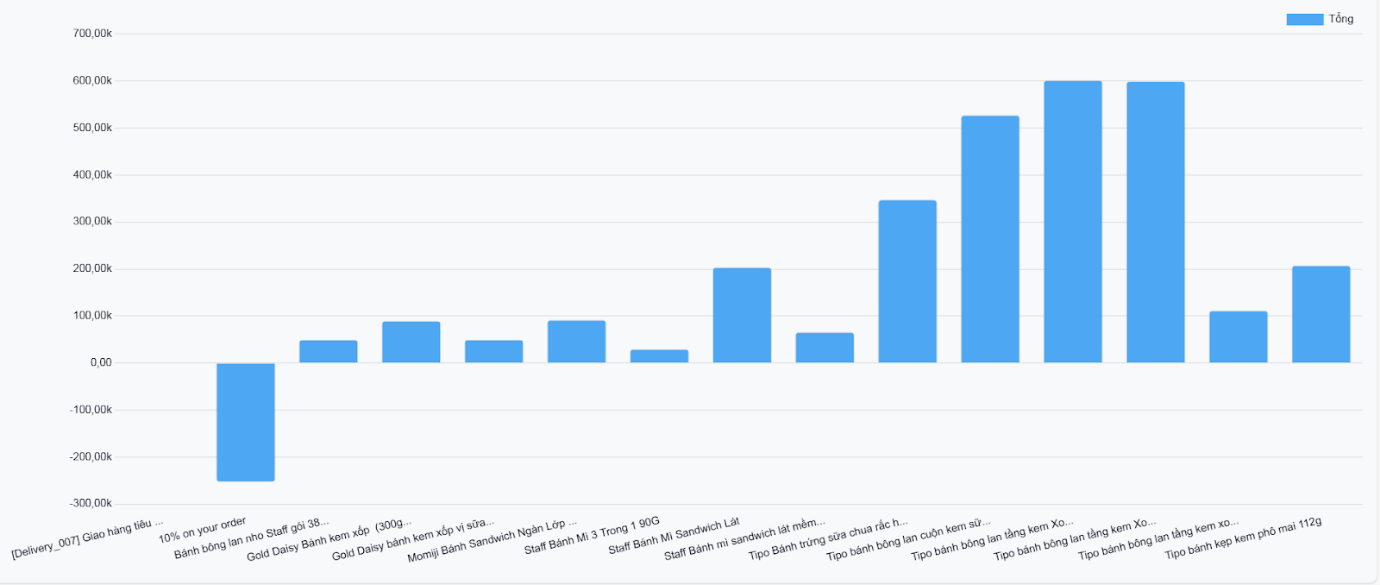 Tổng
700,00k
600,00k
500,00k
400,00k
300,00k
200,00k
100,00k
0,00
-100,00k
-200,00k
-300,00k
[Delivery_007] Giao hàng tiêu ...
10% on your order
Bánh bông lan nho Staff gói 38...
Gold Daisy Bánh kem xốp (300g...
Gold Daisy bánh kem xốp vị sữa...
Momiji Bánh Sandwich Ngàn Lớp ...
Staff Bánh Mì 3 Trong 1 90G
Staff Bánh Mì Sandwich Lát
Staff Bánh mì sandwich lát mềm...
Tipo Bánh trứng sữa chua rắc h...
Tipo bánh bông lan cuộn kem sữ...
Tipo bánh bông lan tầng kem Xo...
Tipo bánh bông lan tầng kem Xo...
Tipo bánh bông lan tầng kem xo...
Tipo bánh kẹp kem phô mai 112g